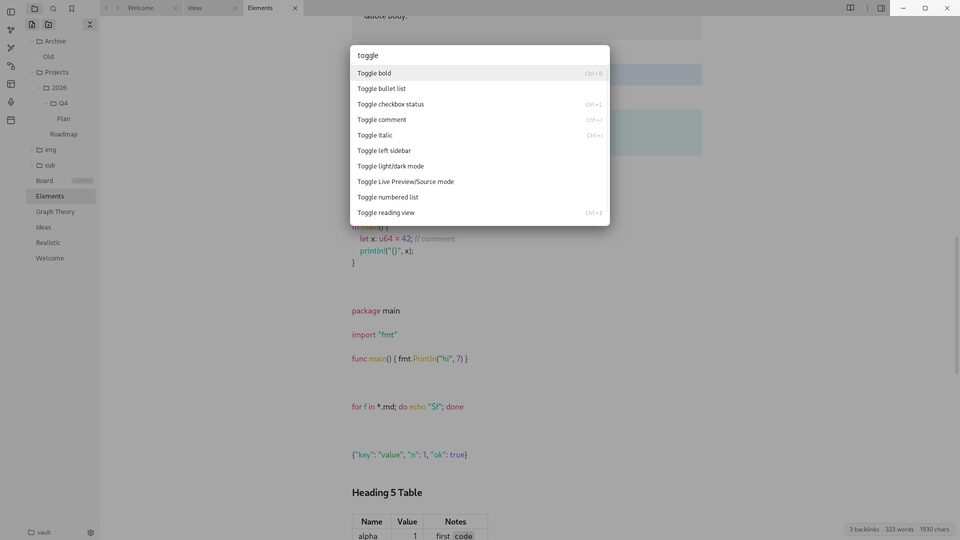 Welcome
Ideas
Elements
Quote body.
toggle
Toggle bold Ctrl+B
Toggle bullet list
Toggle checkbox status Ctrl+L
Toggle comment Ctrl+/
Toggle italic Ctrl+I
Toggle left sidebar
Toggle light/dark mode
Toggle Live Preview/Source mode
Toggle numbered list
Toggle reading view Ctrl+E
Archive
Old
Projects
2026
Q4
Plan
Roadmap
img
sub
Board
Elements
Graph Theory
Ideas
Realistic
Welcome
vault
let x: u64 = 42; // comment
println!("{}", x);
}
package main
import "fmt"
func main() { fmt.Println("hi", 7) }
for f in *.md; do echo "$f"; done
{"key": "value", "n": 1, "ok": true}
Heading 5 Table
Name Value Notes
alpha 1 first code
3 backlinks 323 words 1930 chars